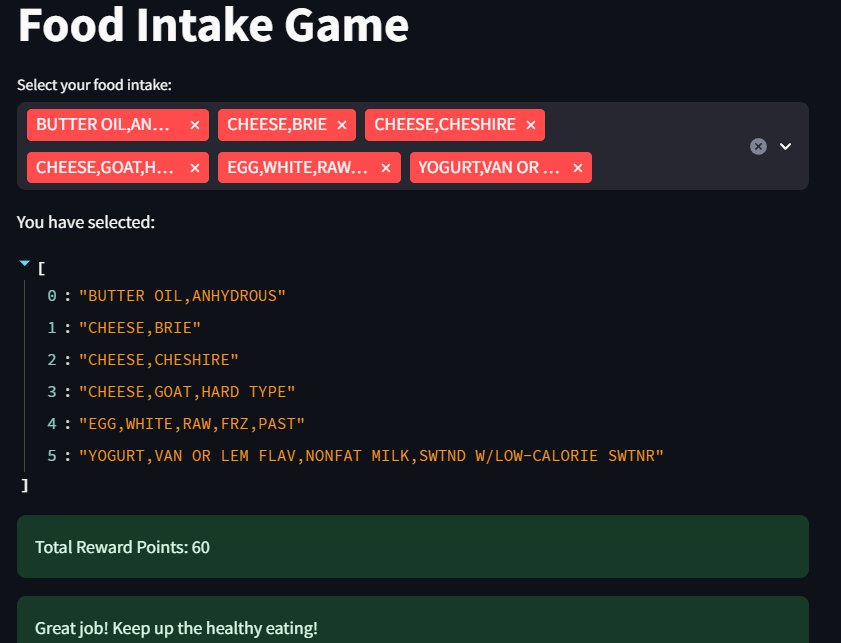 Food Intake Game
Select your food intake:
BUTTER OIL,AN... × CHEESE,BRIE × CHEESE,CHESHIRE ×
CHEESE,GOAT,H... × EGG,WHITE,RAW,... × YOGURT,VAN OR ... ×
You have selected:
[
0 : "BUTTER OIL,ANHYDROUS"
1 : "CHEESE,BRIE"
2 : "CHEESE,CHESHIRE"
3 : "CHEESE,GOAT,HARD TYPE"
4 : "EGG,WHITE,RAW,FRZ,PAST"
5 : "YOGURT,VAN OR LEM FLAV,NONFAT MILK,SWTND W/LOW-CALORIE SWTNR"
]
Total Reward Points: 60
Great job! Keep up the healthy eating!